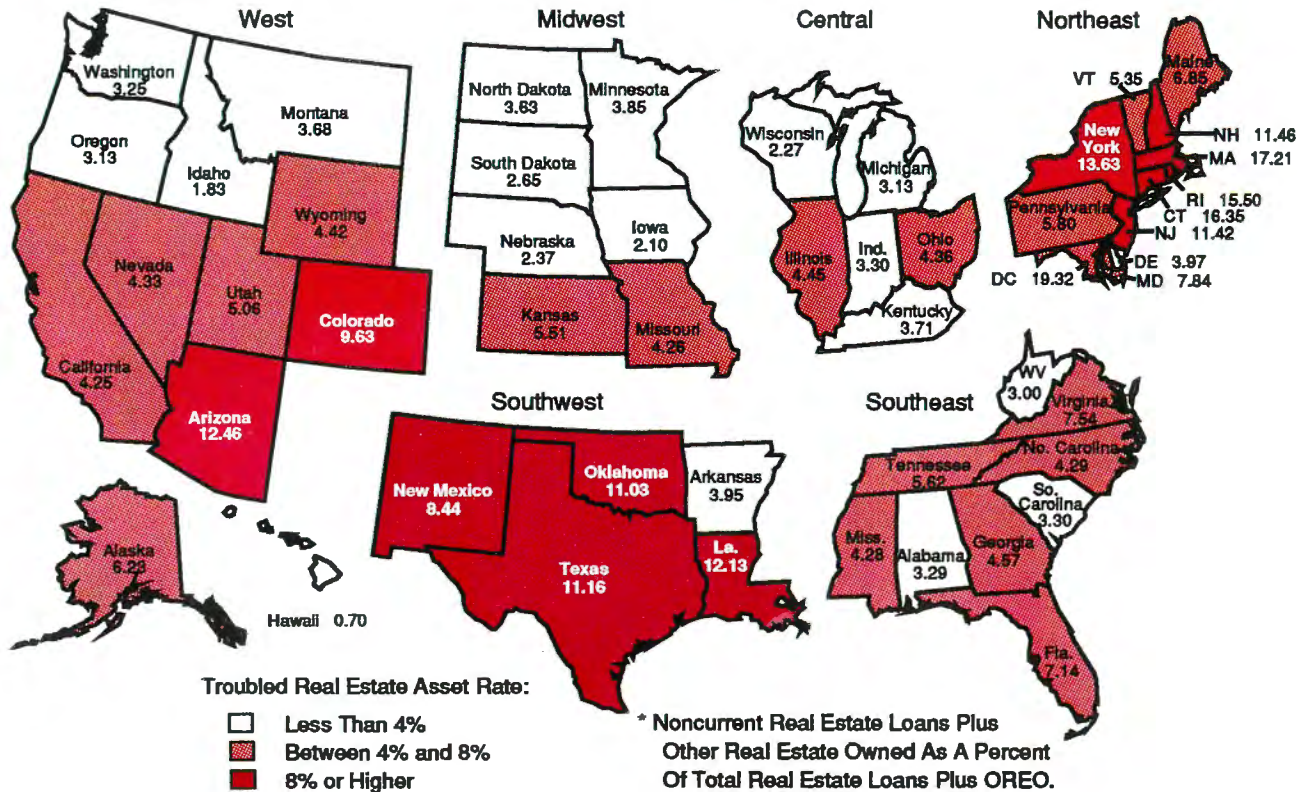 West
Washington
3.25
Montana
3.68
Oregon
3.13
Idaho
1.83
Wyoming
4.42
Nevada
4.33
Utah
5.06
Colorado
9.63
California
4.25
Arizona
12.46
Alaska
6.23
Hawaii 0.70
Midwest
North Dakota
3.63
Minnesota
3.85
South Dakota
2.65
Iowa
2.10
Nebraska
2.37
Kansas
5.51
Missouri
4.26
Central
Wisconsin
2.27
Michigan
3.13
Illinois
4.45
Ind.
3.30
Ohio
4.36
Kentucky
3.71
Northeast
Maine
6.85
VT 5.35
New
York
13.63
NH 11.46
MA 17.21
RI 15.50
CT 16.35
Pennsylvania
5.80
NJ 11.42
DE 3.97
MD 7.84
DC 19.32
Southwest
New Mexico
8.44
Oklahoma
11.03
Arkansas
3.95
Texas
11.16
La.
12.13
Southeast
WV
3.00
Virginia
7.54
No. Carolina
4.29
Tennessee
5.62
So.
Carolina
3.30
Miss.
4.28
Alabama
3.29
Georgia
4.57
Fla.
7.14
Troubled Real Estate Asset Rate:
Less Than 4%
Between 4% and 8%
8% or Higher
* Noncurrent Real Estate Loans Plus
Other Real Estate Owned As A Percent
Of Total Real Estate Loans Plus OREO.